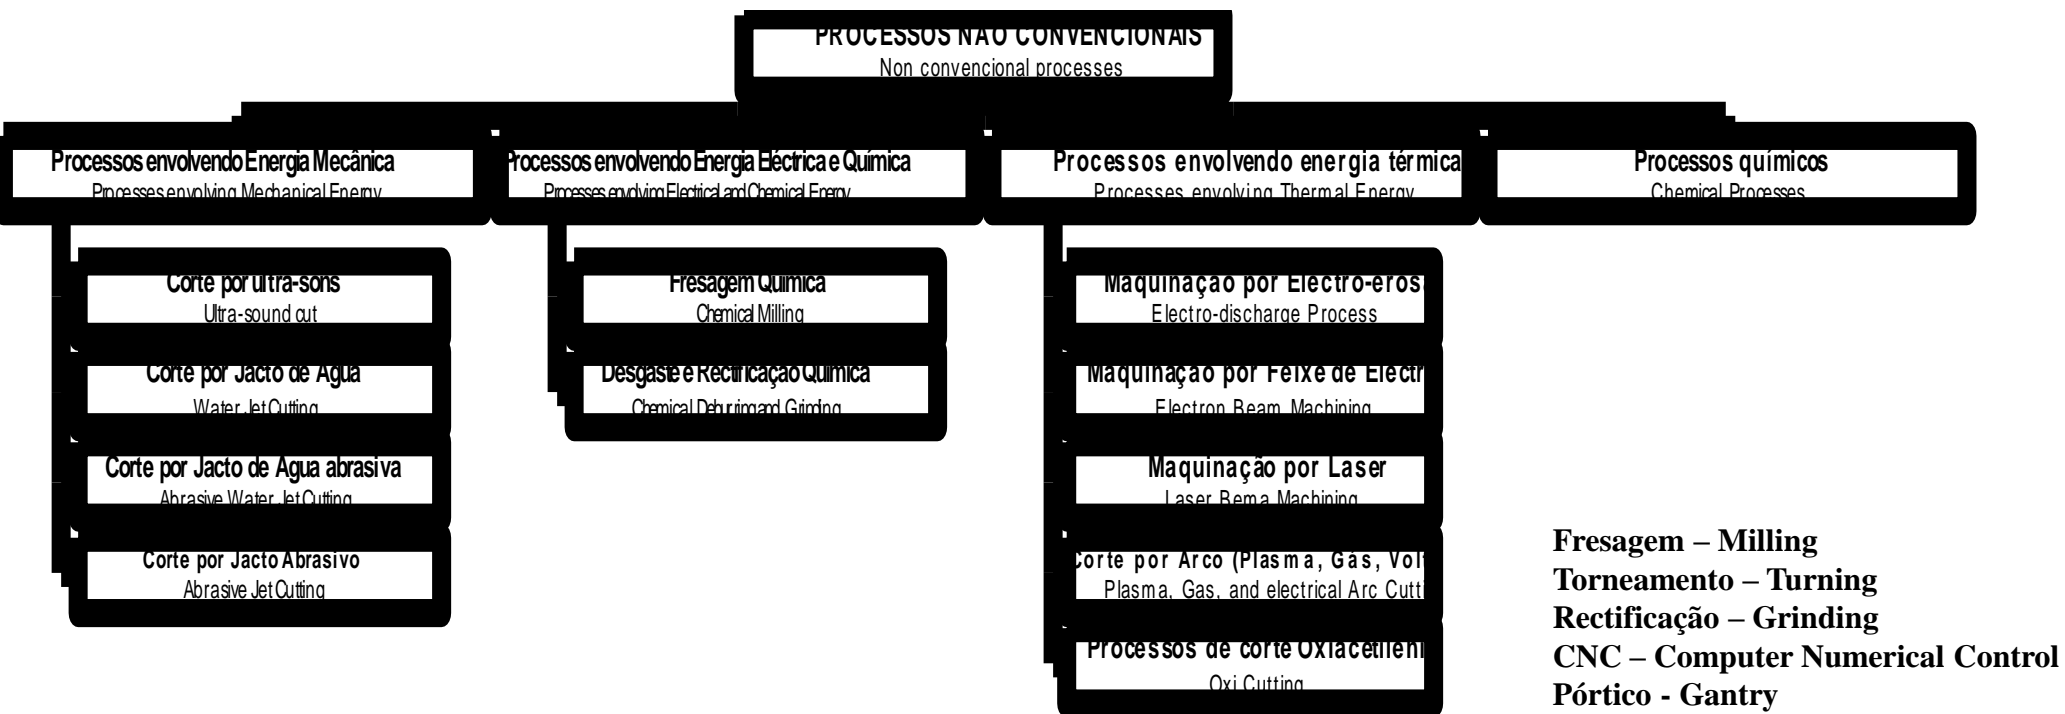 PROCESSOS NÃO CONVENCIONAIS
Non convencional processes
Processos envolvendo Energia Mecânica
Processes envolving Mechanical Energy
Processos envolvendo Energia Eléctrica e Química
Processes envolving Electrical and Chemical Energy
Processos envolvendo energia térmica
Processes envolving Thermal Energy
Processos químicos
Chemical Processes
Corte por ultra-sons
Ultra-sound cut
Corte por Jacto de Água
Water Jet Cutting
Corte por Jacto de Água abrasiva
Abrasive Water Jet Cutting
Corte por Jacto Abrasivo
Abrasive Jet Cutting
Fresagem Química
Chemical Milling
Desgaste e Rectificação Química
Chemical Deburring and Grinding
Maquinação por Electro-eros
Electro-discharge Process
Maquinação por Feixe de Electr
Electron Beam Machining
Maquinação por Laser
Laser Bema Machining
Corte por Arco (Plasma, Gás, Volt
Plasma, Gas, and electrical Arc Cutti
Processos de corte Oxiacetiléni
Oxi Cutting
Fresagem – Milling
Torneamento – Turning
Rectificação – Grinding
CNC – Computer Numerical Control
Pórtico - Gantry